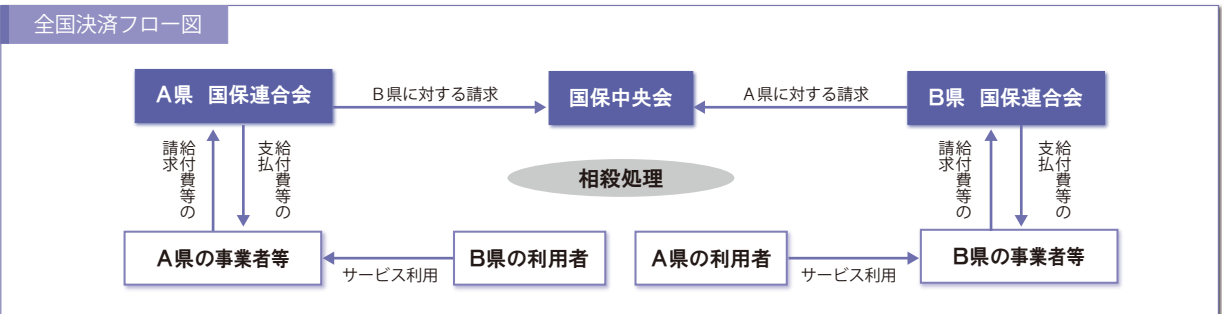 全国決済フロー図
A県 国保連合会
B県に対する請求
国保中央会
A県に対する請求
B県 国保連合会
給付費等の
請求
給付費等の
支払
相殺処理
給付費等の
請求
給付費等の
支払
A県の事業者等
サービス利用
B県の利用者
A県の利用者
サービス利用
B県の事業者等